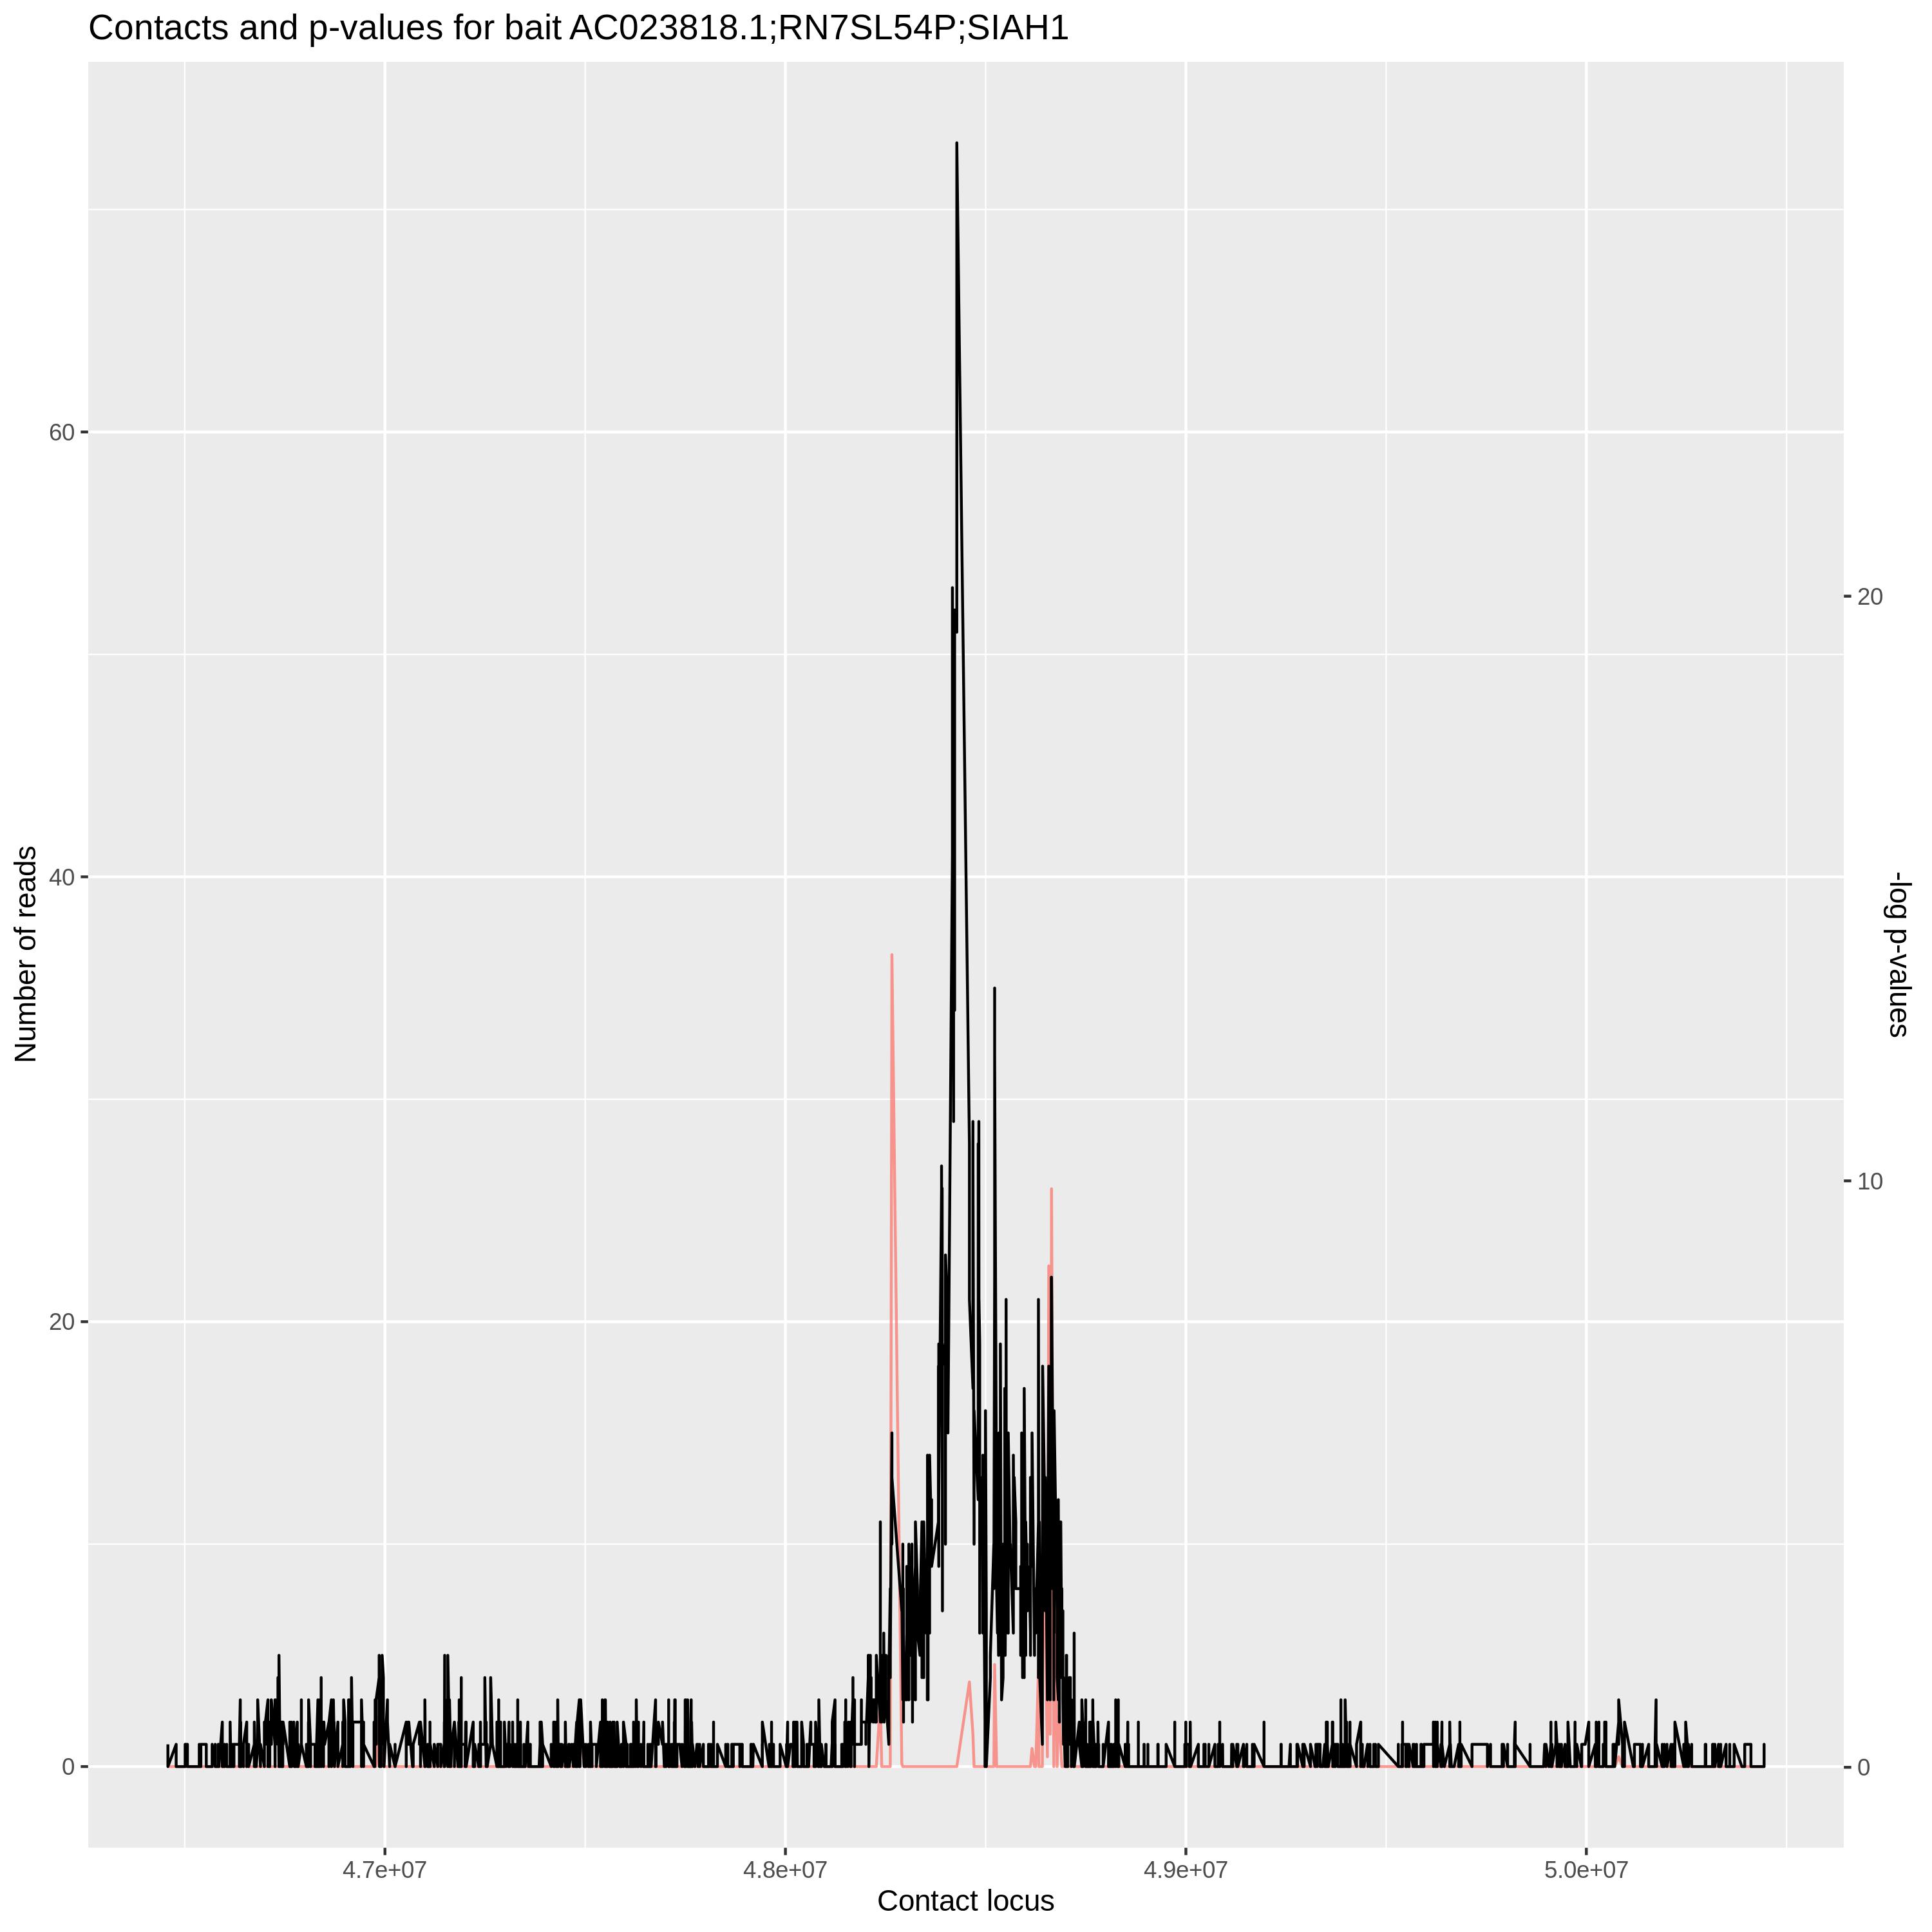 Contacts and p-values for bait AC023818.1;RN7SL54P;SIAH1
60
40
20
0
Number of reads
20
10
0
-log p-values
4.7e+07 4.8e+07 4.9e+07 5.0e+07
Contact locus